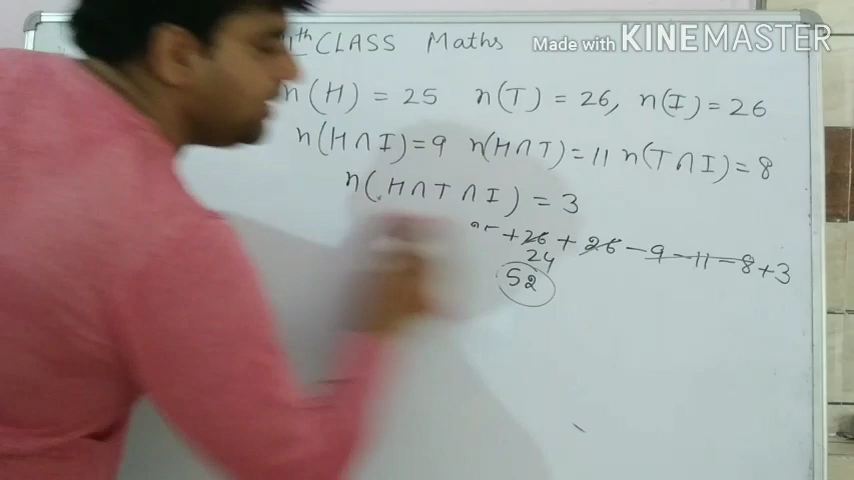 th CLASS Maths
Made with KINEMASTER
n(H) = 25 n(T) = 26, n(I) = 26
n(H∩I)=9 n(H∩T)=11 n(T∩I)=8
n(H∩T∩I) = 3
+26 + 26 - 9 - 11 - 8 + 3
24
52